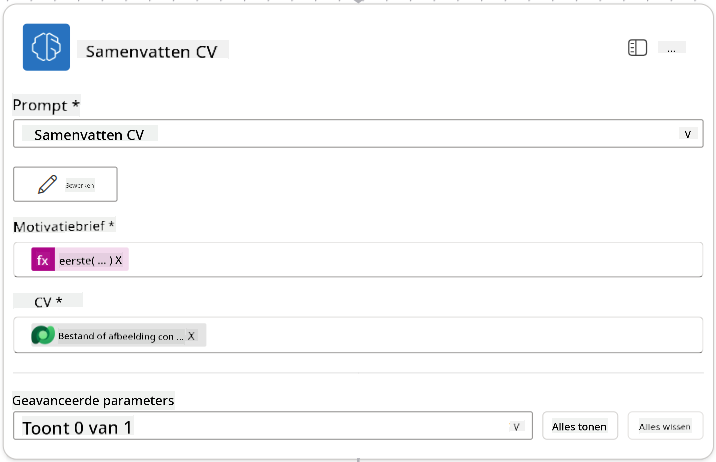 Samenvatten CV
...
Prompt *
Samenvatten CV
v
Bewerken
Motivatiebrief *
fx eerste( ... ) X
CV *
Bestand of afbeelding con ... X
Geavanceerde parameters
Toont 0 van 1
v
Alles tonen
Alles wissen